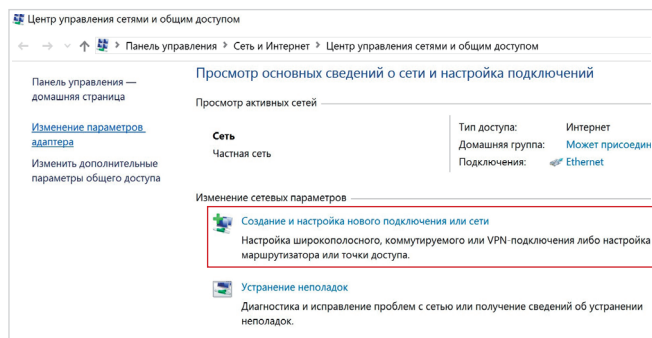 Центр управления сетями и общим доступом
Панель управления > Сеть и Интернет > Центр управления сетями и общим доступом
Панель управления —
домашняя страница
Изменение параметров
адаптера
Изменить дополнительные
параметры общего доступа
Просмотр основных сведений о сети и настройка подключений
Просмотр активных сетей
Сеть
Частная сеть
Тип доступа: Интернет
Домашняя группа: Может присоедин
Подключения: Ethernet
Изменение сетевых параметров
Создание и настройка нового подключения или сети
Настройка широкополосного, коммутируемого или VPN-подключения либо настройка
маршрутизатора или точки доступа.
Устранение неполадок
Диагностика и исправление проблем с сетью или получение сведений об устранении
неполадок.